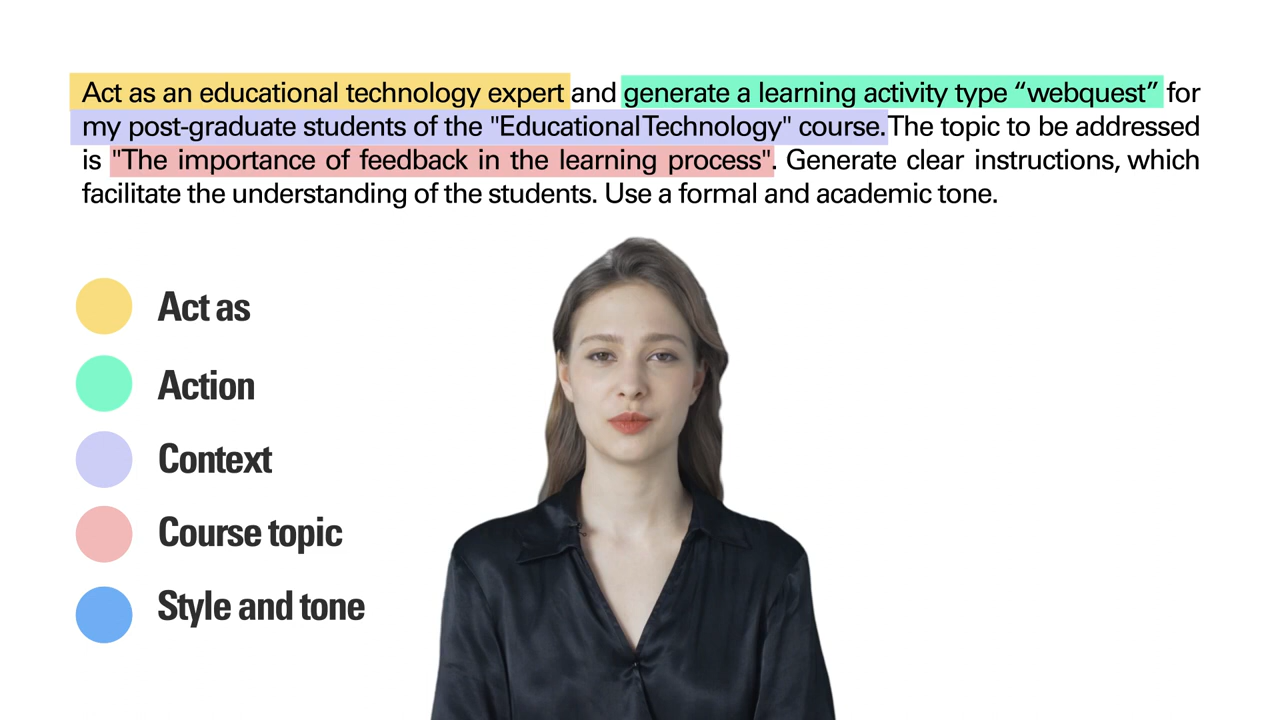 Act as an educational technology expert and generate a learning activity type “webquest” for
my post-graduate students of the "Educational Technology" course. The topic to be addressed
is "The importance of feedback in the learning process". Generate clear instructions, which
facilitate the understanding of the students. Use a formal and academic tone.
Act as
Action
Context
Course topic
Style and tone